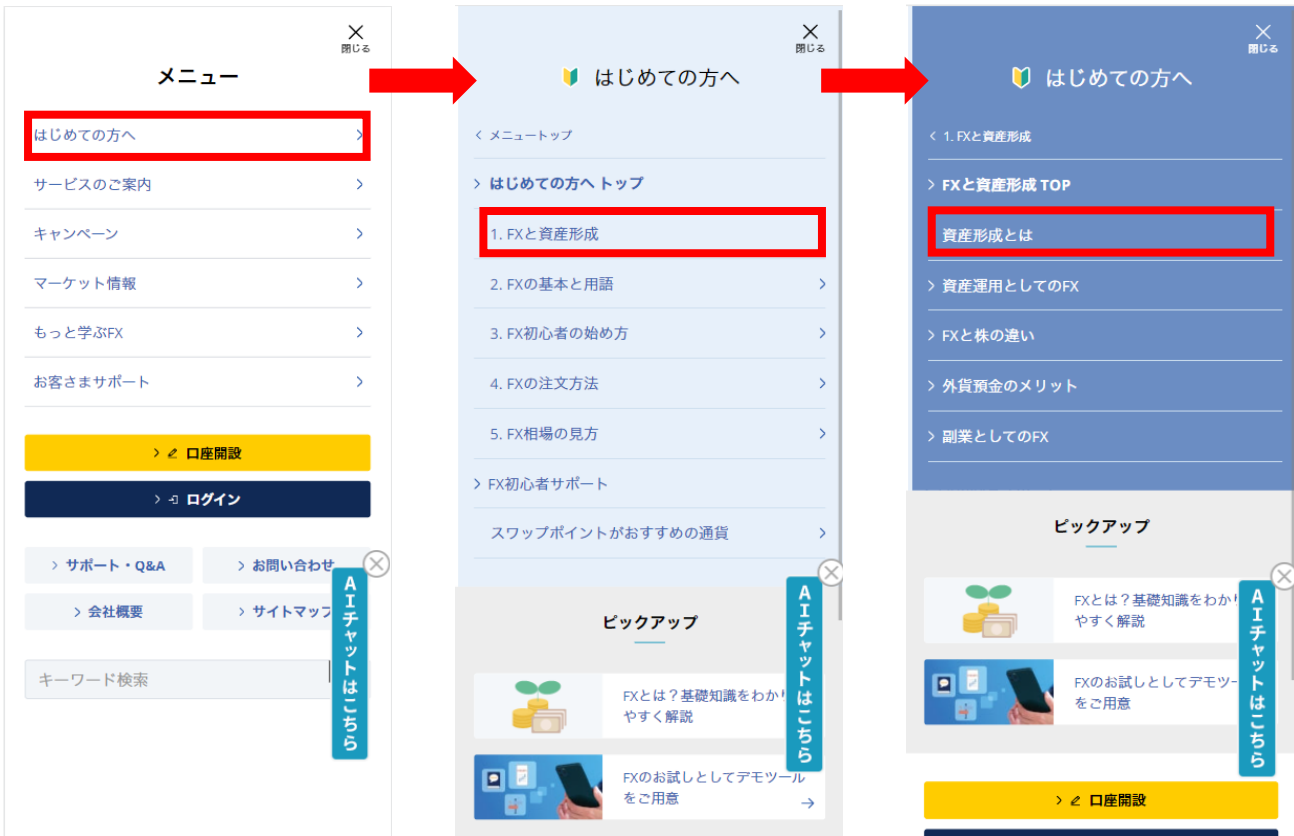 閉じる
メニュー
はじめての方へ
サービスのご案内
キャンペーン
マーケット情報
もっと学ぶFX
お客さまサポート
口座開設
ログイン
サポート・Q&A
お問い合わせ
会社概要
サイトマップ
キーワード検索
AIチャットはこちら
閉じる
はじめての方へ
メニュートップ
はじめての方へ トップ
1. FXと資産形成
2. FXの基本と用語
3. FX初心者の始め方
4. FXの注文方法
5. FX相場の見方
FX初心者サポート
スワップポイントがおすすめの通貨
ピックアップ
FXとは？基礎知識をわかり
やすく解説
FXのお試しとしてデモツール
をご用意
AIチャットはこちら
閉じる
はじめての方へ
1. FXと資産形成
FXと資産形成 TOP
資産形成とは
資産運用としてのFX
FXと株の違い
外貨預金のメリット
副業としてのFX
ピックアップ
FXとは？基礎知識をわかり
やすく解説
FXのお試しとしてデモツー
をご用意
AIチャットはこちら
口座開設